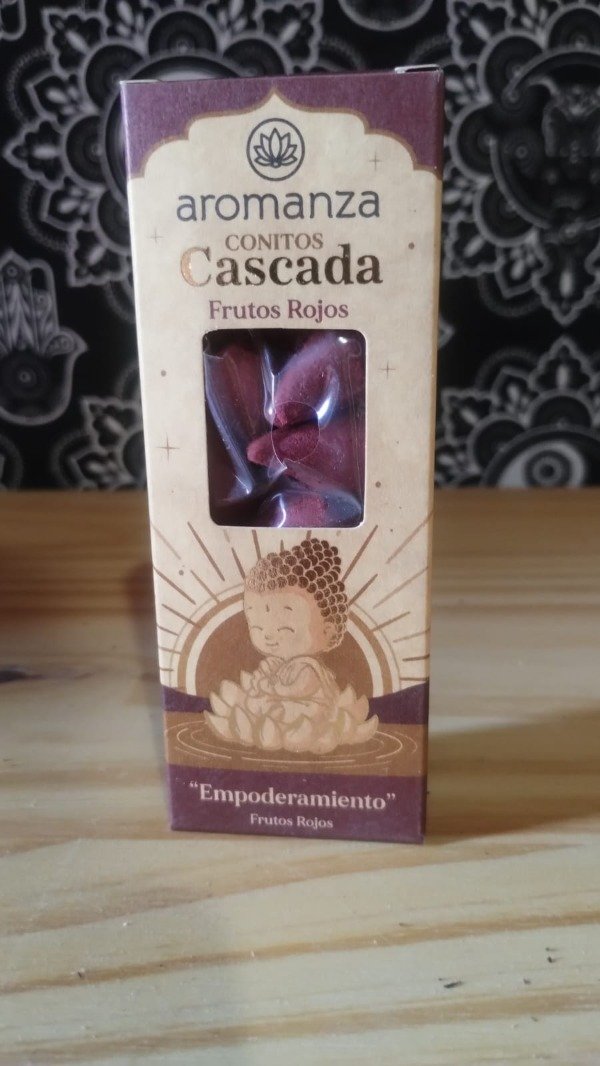 aromanza
CONITOS
Cascada
Frutos Rojos
“Empoderamiento”
Frutos Rojos